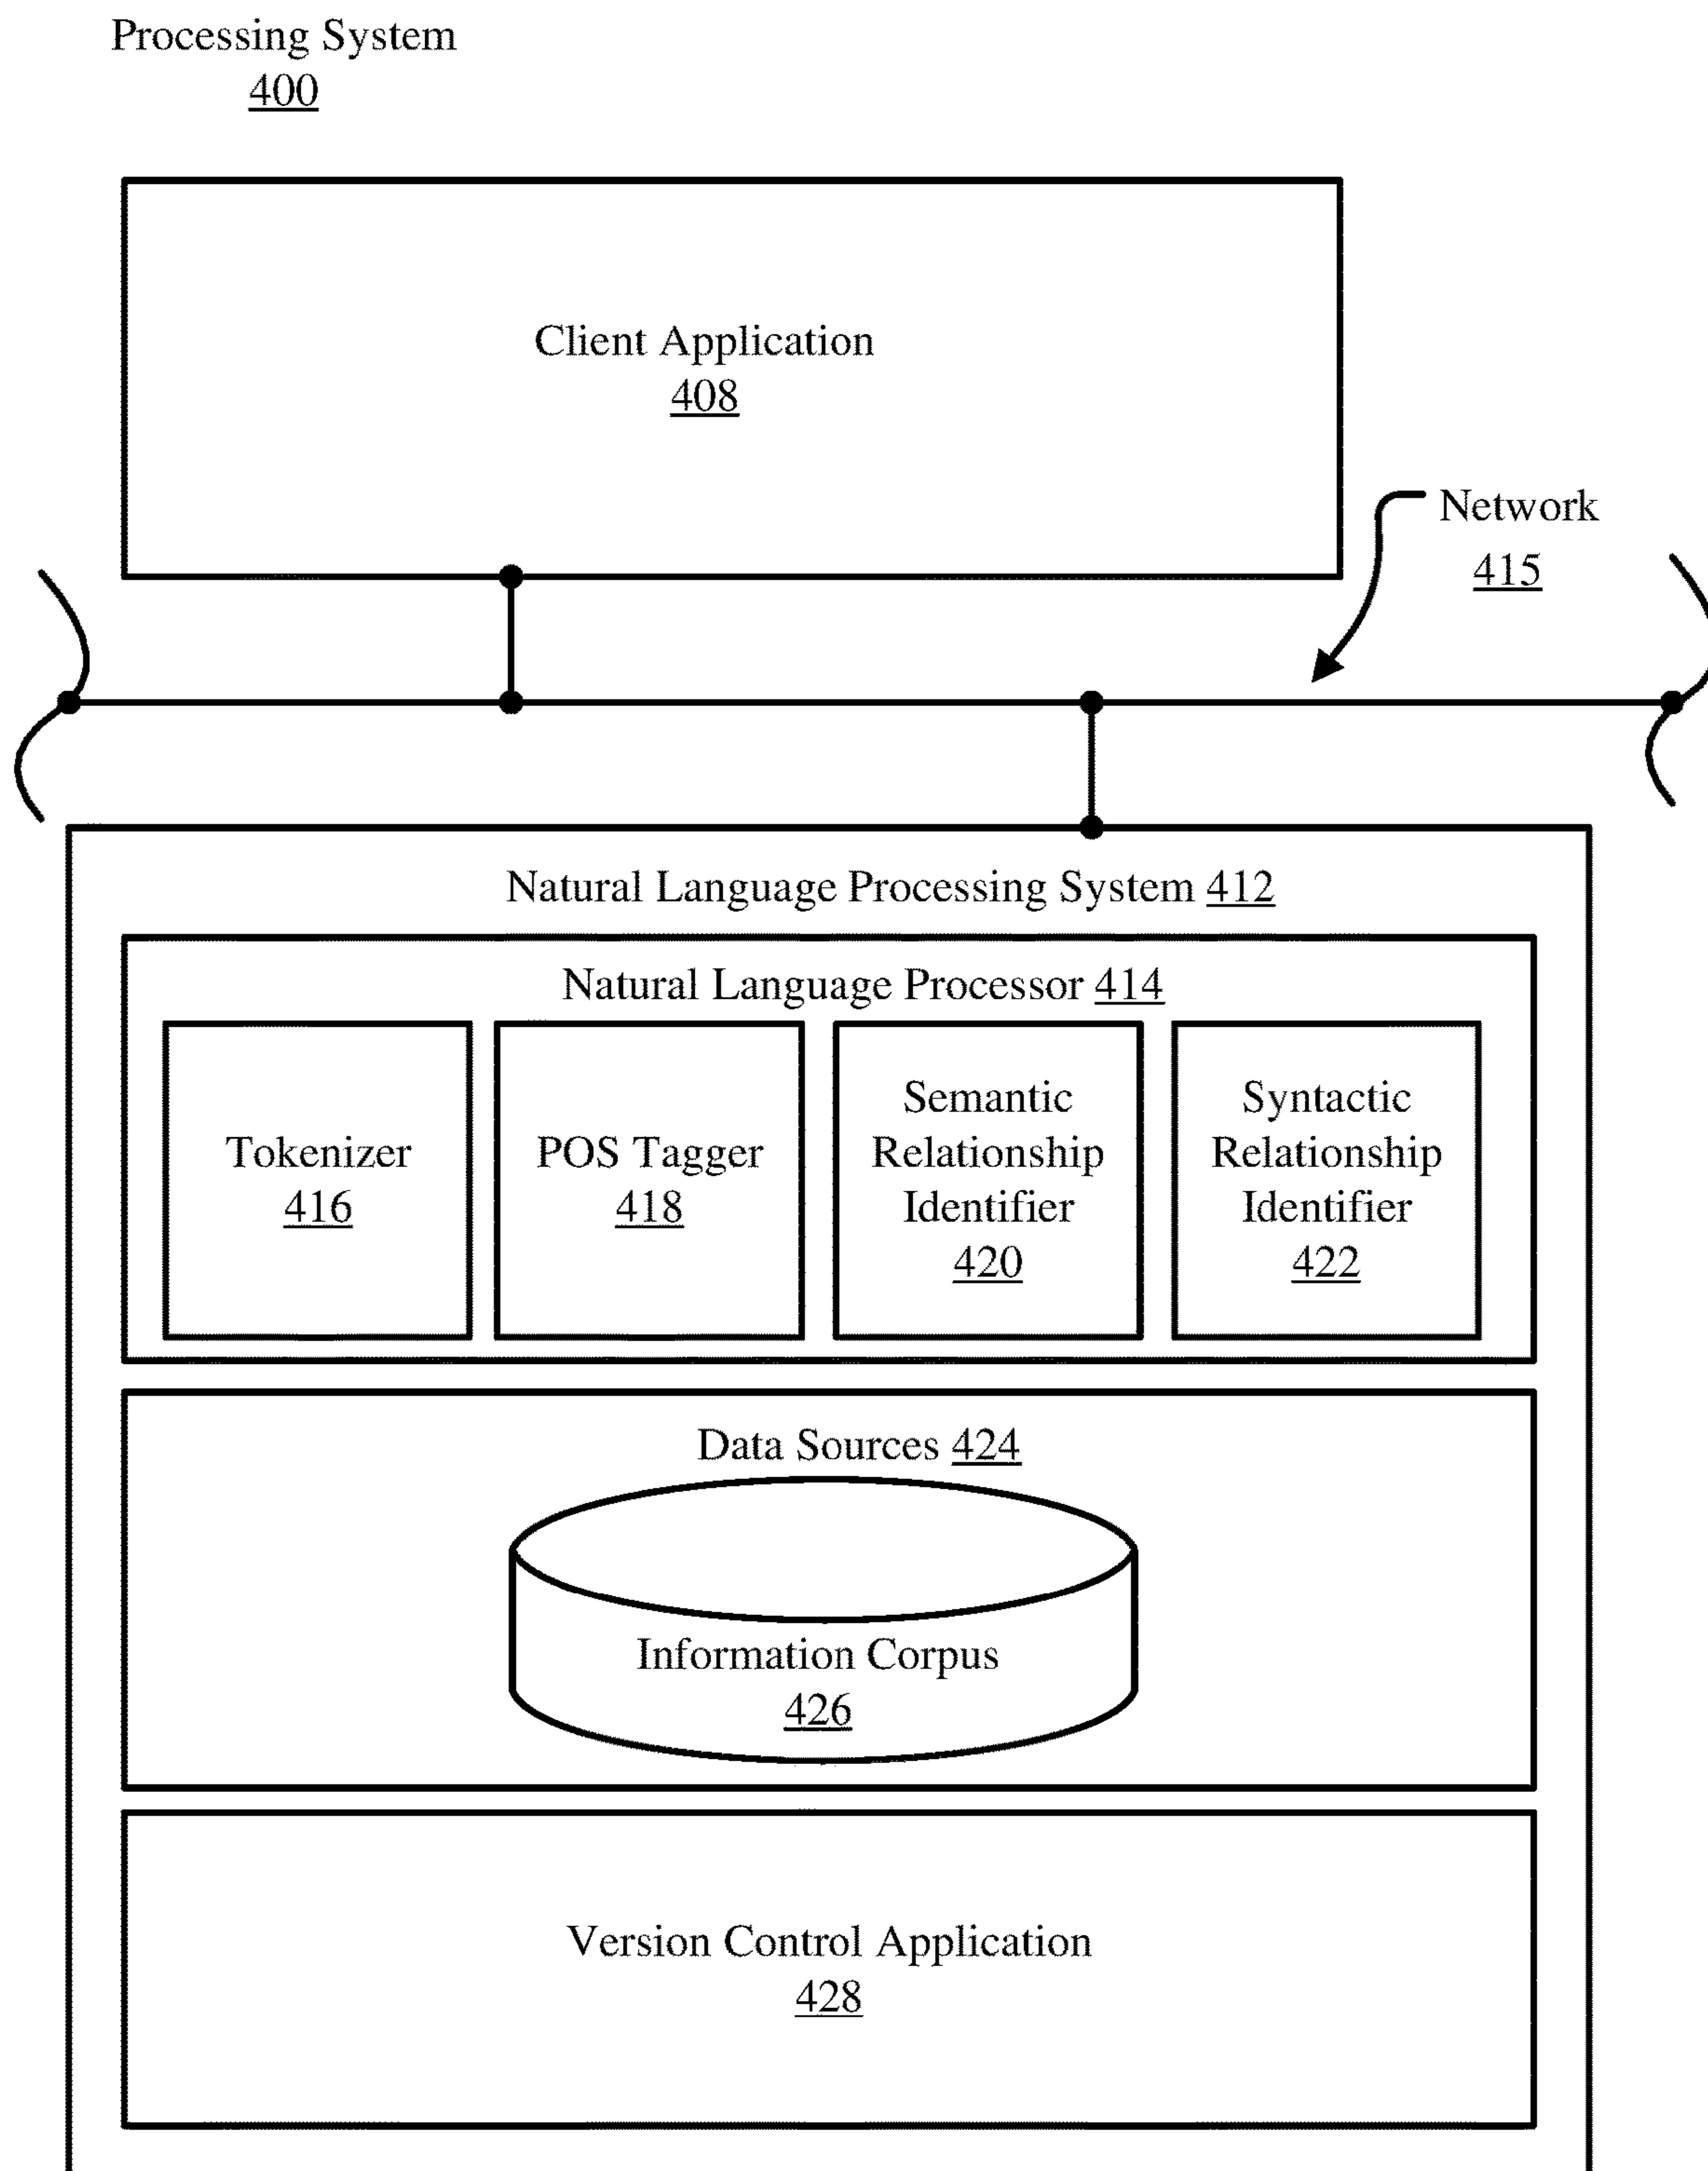 Processing System
400
Client Application
408
Network
415
Natural Language Processing System 412
Natural Language Processor 414
Tokenizer
416
POS Tagger
418
Semantic
Relationship
Identifier
420
Syntactic
Relationship
Identifier
422
Data Sources 424
Information Corpus
426
Version Control Application
428